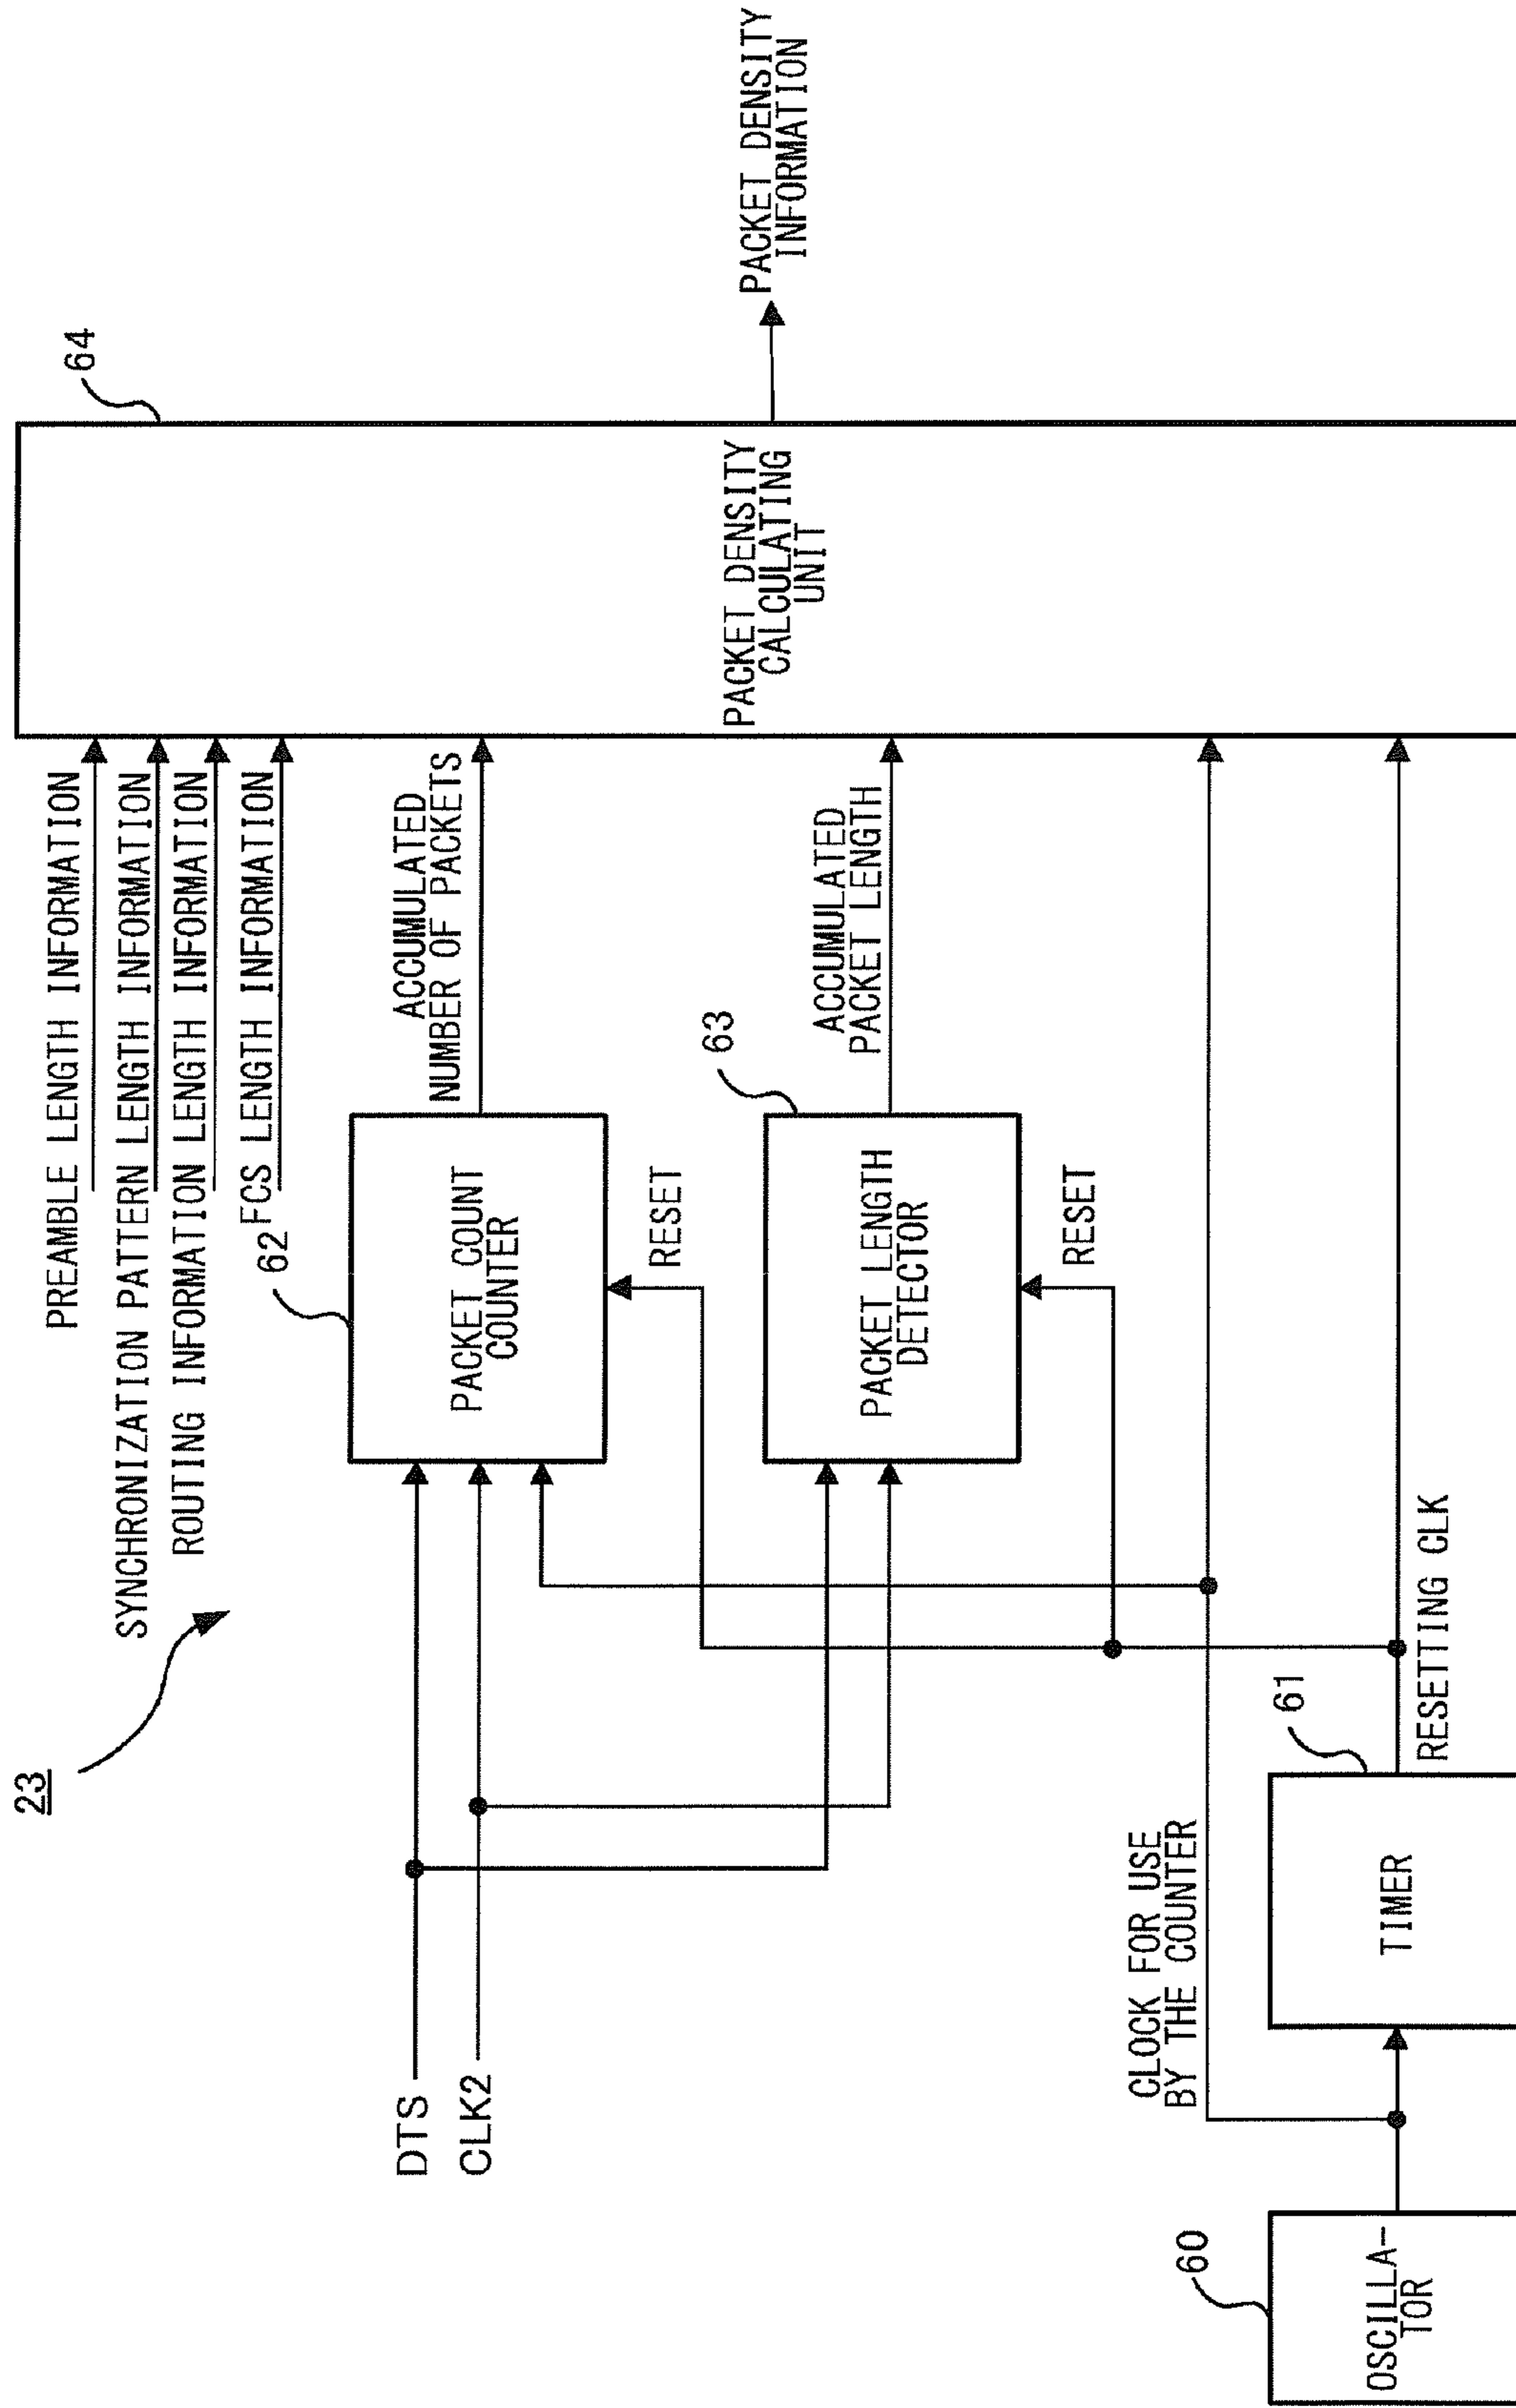 23
PREAMBLE LENGTH INFORMATION
SYNCHRONIZATION PATTERN LENGTH INFORMATION
ROUTING INFORMATION LENGTH INFORMATION
FCS LENGTH INFORMATION
64
62
DTS
CLK2
PACKET COUNT
COUNTER
ACCUMULATED
NUMBER OF PACKETS
RESET
63
PACKET LENGTH
DETECTOR
ACCUMULATED
PACKET LENGTH
RESET
PACKET DENSITY
CALCULATING
UNIT
PACKET DENSITY
INFORMATION
CLOCK FOR USE
BY THE COUNTER
60
OSCILLA-
TOR
61
TIMER
RESETTING CLK